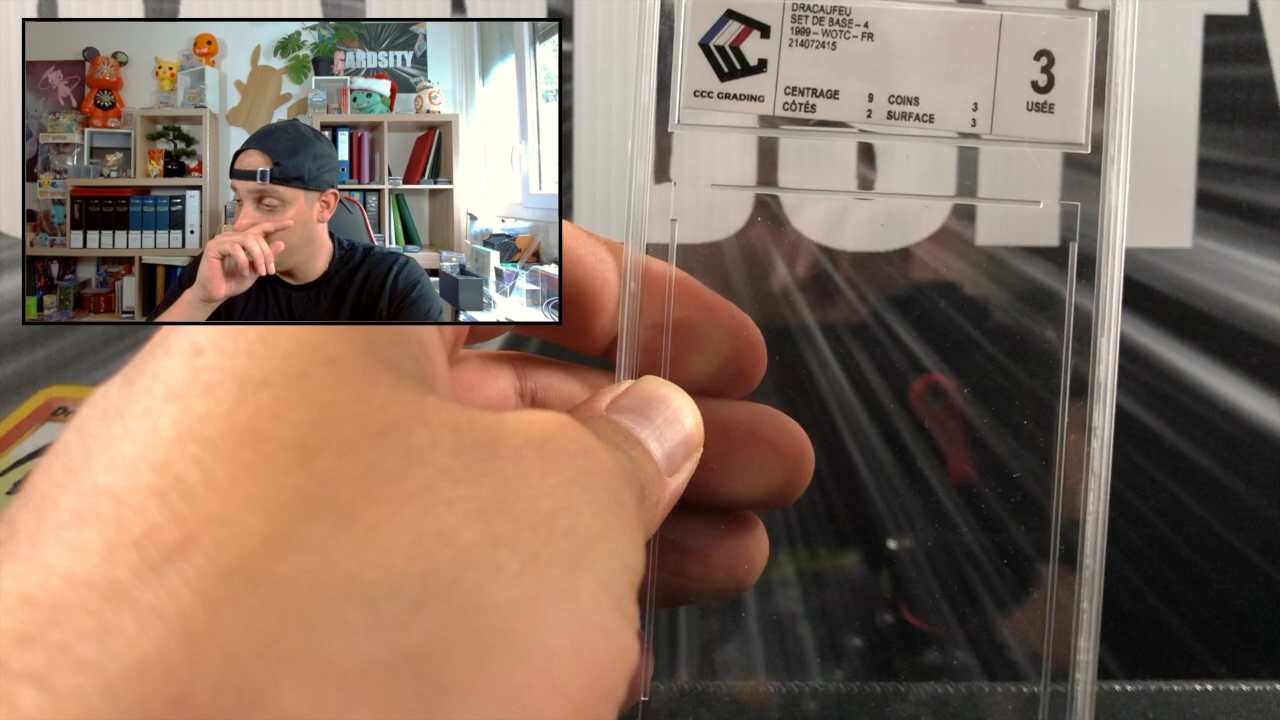 CARDSITY
DRACAUFEU
SET DE BASE - 4
1999 - WOTC - FR
214072415
CCC GRADING
CENTRAGE 9 COINS 3
CÔTÉS 2 SURFACE 3
3
USÉE